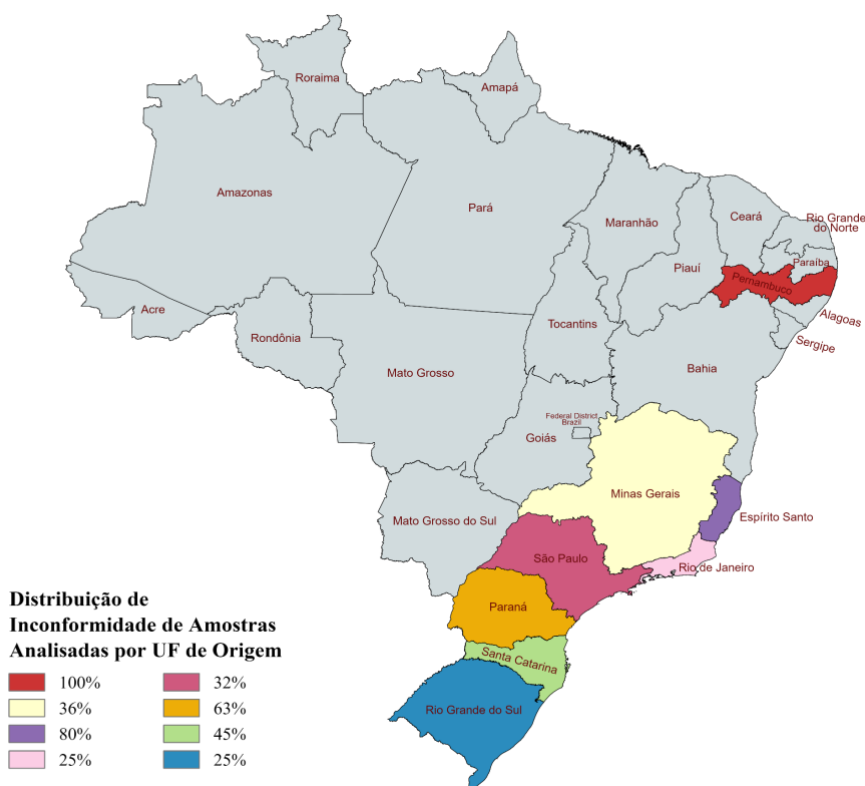 Roraima
Amapá
Amazonas
Pará
Maranhão
Ceará
Rio Grande
do Norte
Paraíba
Piauí
Pernambuco
Alagoas
Sergipe
Acre
Rondônia
Tocantins
Mato Grosso
Bahia
Federal District
Brazil
Goiás
Minas Gerais
Mato Grosso do Sul
Espírito Santo
São Paulo
Rio de Janeiro
Paraná
Santa Catarina
Rio Grande do Sul
Distribuição de
Inconformidade de Amostras
Analisadas por UF de Origem
100%
32%
36%
63%
80%
45%
25%
25%